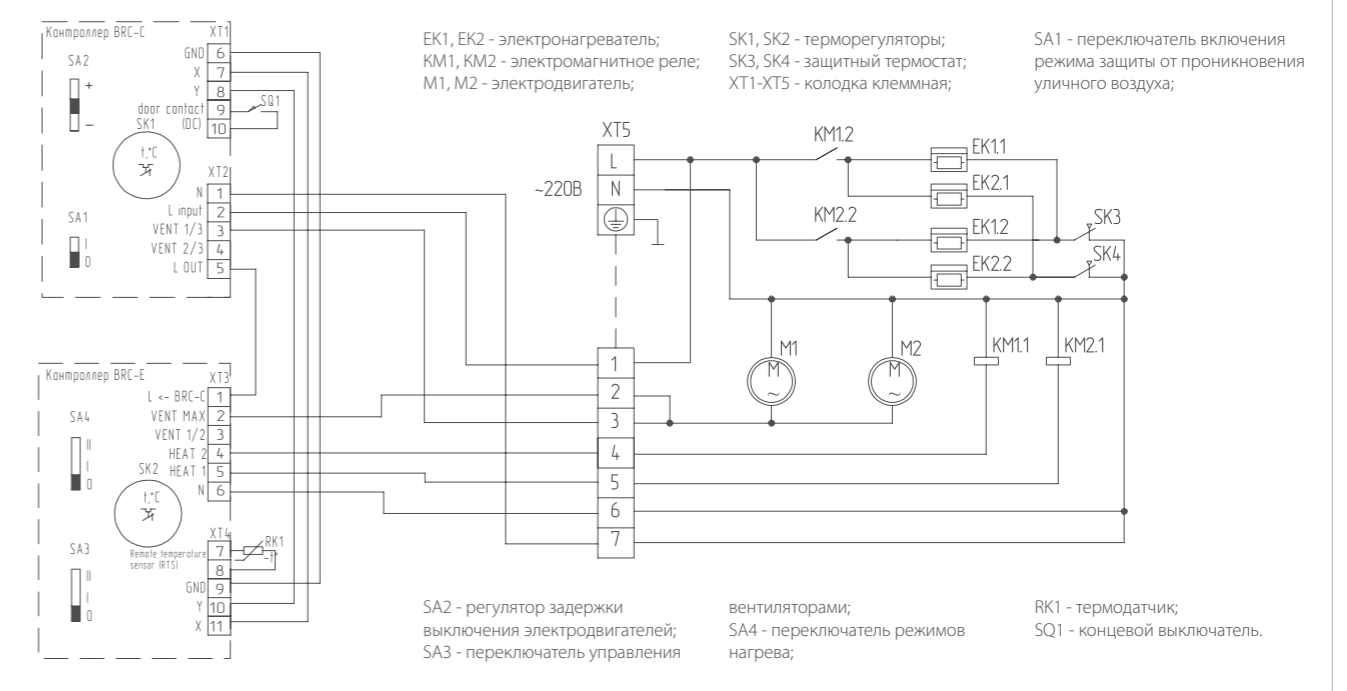 Контроллер BRC-C
XT1
SA2
+
−
GND 6
X 7
Y 8
door contact 9
(DC) 10
SQ1
SK1
t,°C
XT2
N 1
L input 2
VENT 1/3 3
VENT 2/3 4
L OUT 5
SA1
I
0
Контроллер BRC-E
XT3
L <- BRC-C 1
VENT MAX 2
VENT 1/2 3
HEAT 2 4
HEAT 1 5
N 6
SA4
II
I
0
SK2
t,°C
XT4
Remote temperature
sensor (RTS)
7
8
GND 9
Y 10
X 11
RK1
-t°
SA3
II
I
0
EK1, EK2 - электронагреватель;
KM1, KM2 - электромагнитное реле;
M1, M2 - электродвигатель;
SK1, SK2 - терморегуляторы;
SK3, SK4 - защитный термостат;
XT1-XT5 - колодка клеммная;
SA1 - переключатель включения
режима защиты от проникновения
уличного воздуха;
XT5
~220В
L
N
1
2
3
4
5
6
7
KM1.2
KM2.2
EK1.1
EK2.1
EK1.2
EK2.2
SK3
SK4
M1
M
~
M2
M
~
KM1.1
KM2.1
SA2 - регулятор задержки
выключения электродвигателей;
SA3 - переключатель управления
вентиляторами;
SA4 - переключатель режимов
нагрева;
RK1 - термодатчик;
SQ1 - концевой выключатель.